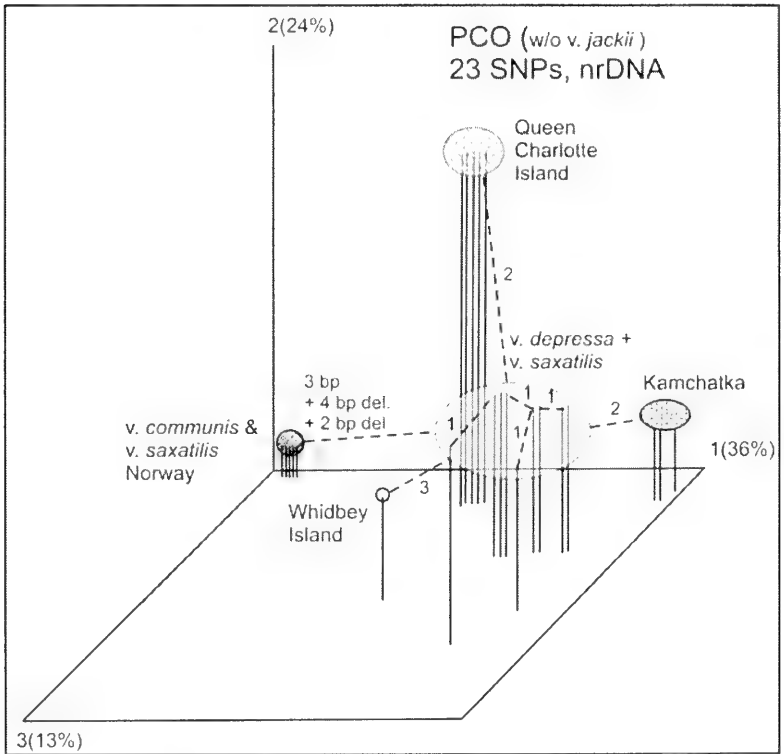 2(24%)
PCO (w/o v. jackii )
23 SNPs, nrDNA
Queen
Charlotte
Island
2
v. depressa +
v. saxatilis
Kamchatka
3 bp
+ 4 bp del.
+ 2 bp del
1
1
1
1
2
v. communis &
v. saxatilis
Norway
1(36%)
3
Whidbey
Island
3(13%)